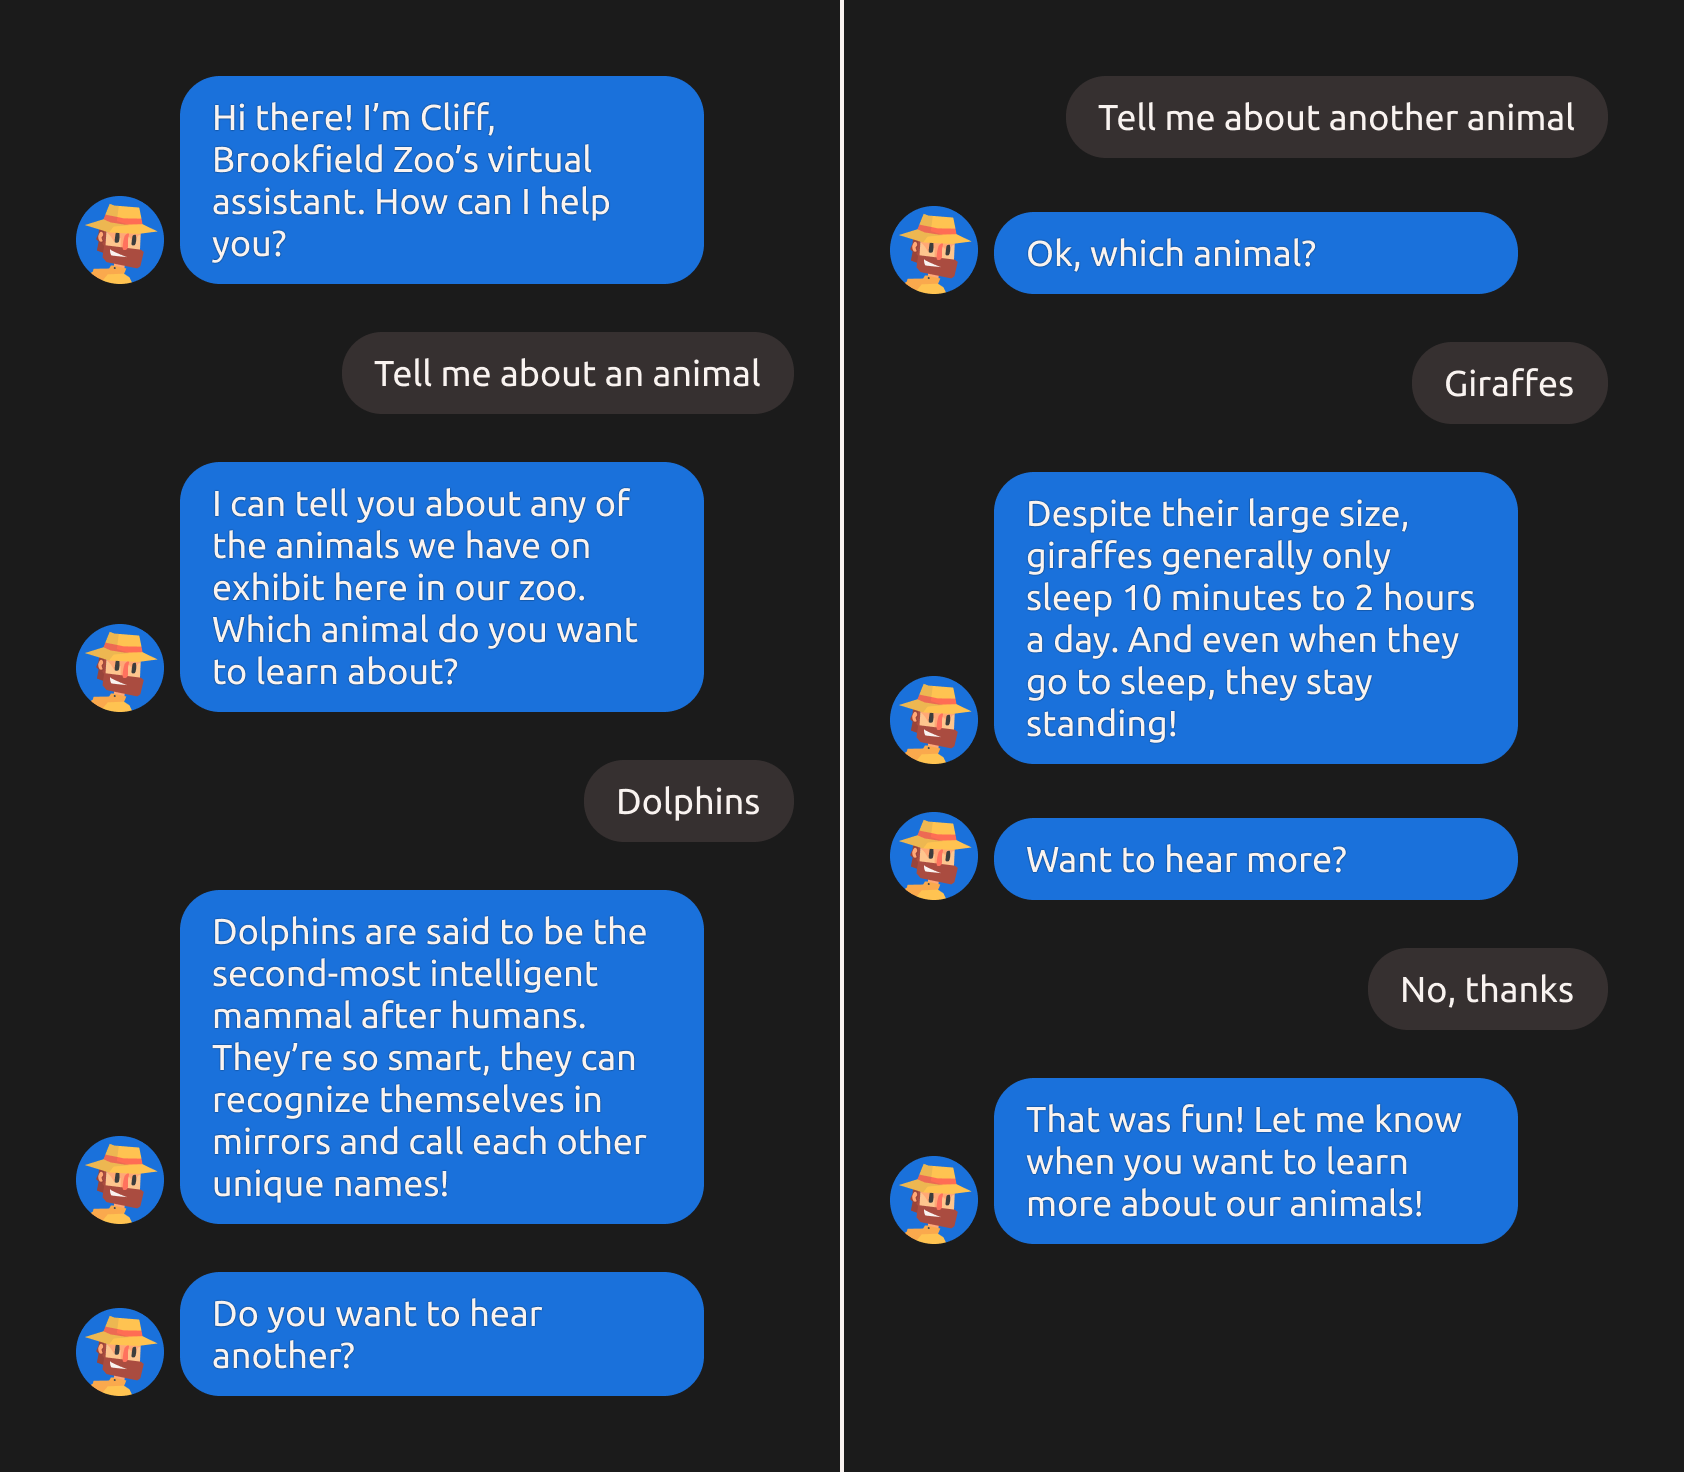 Hi there! I’m Cliff,
Brookfield Zoo’s virtual
assistant. How can I help
you?
Tell me about an animal
I can tell you about any of
the animals we have on
exhibit here in our zoo.
Which animal do you want
to learn about?
Dolphins
Dolphins are said to be the
second-most intelligent
mammal after humans.
They’re so smart, they can
recognize themselves in
mirrors and call each other
unique names!
Do you want to hear
another?
Tell me about another animal
Ok, which animal?
Giraffes
Despite their large size,
giraffes generally only
sleep 10 minutes to 2 hours
a day. And even when they
go to sleep, they stay
standing!
Want to hear more?
No, thanks
That was fun! Let me know
when you want to learn
more about our animals!